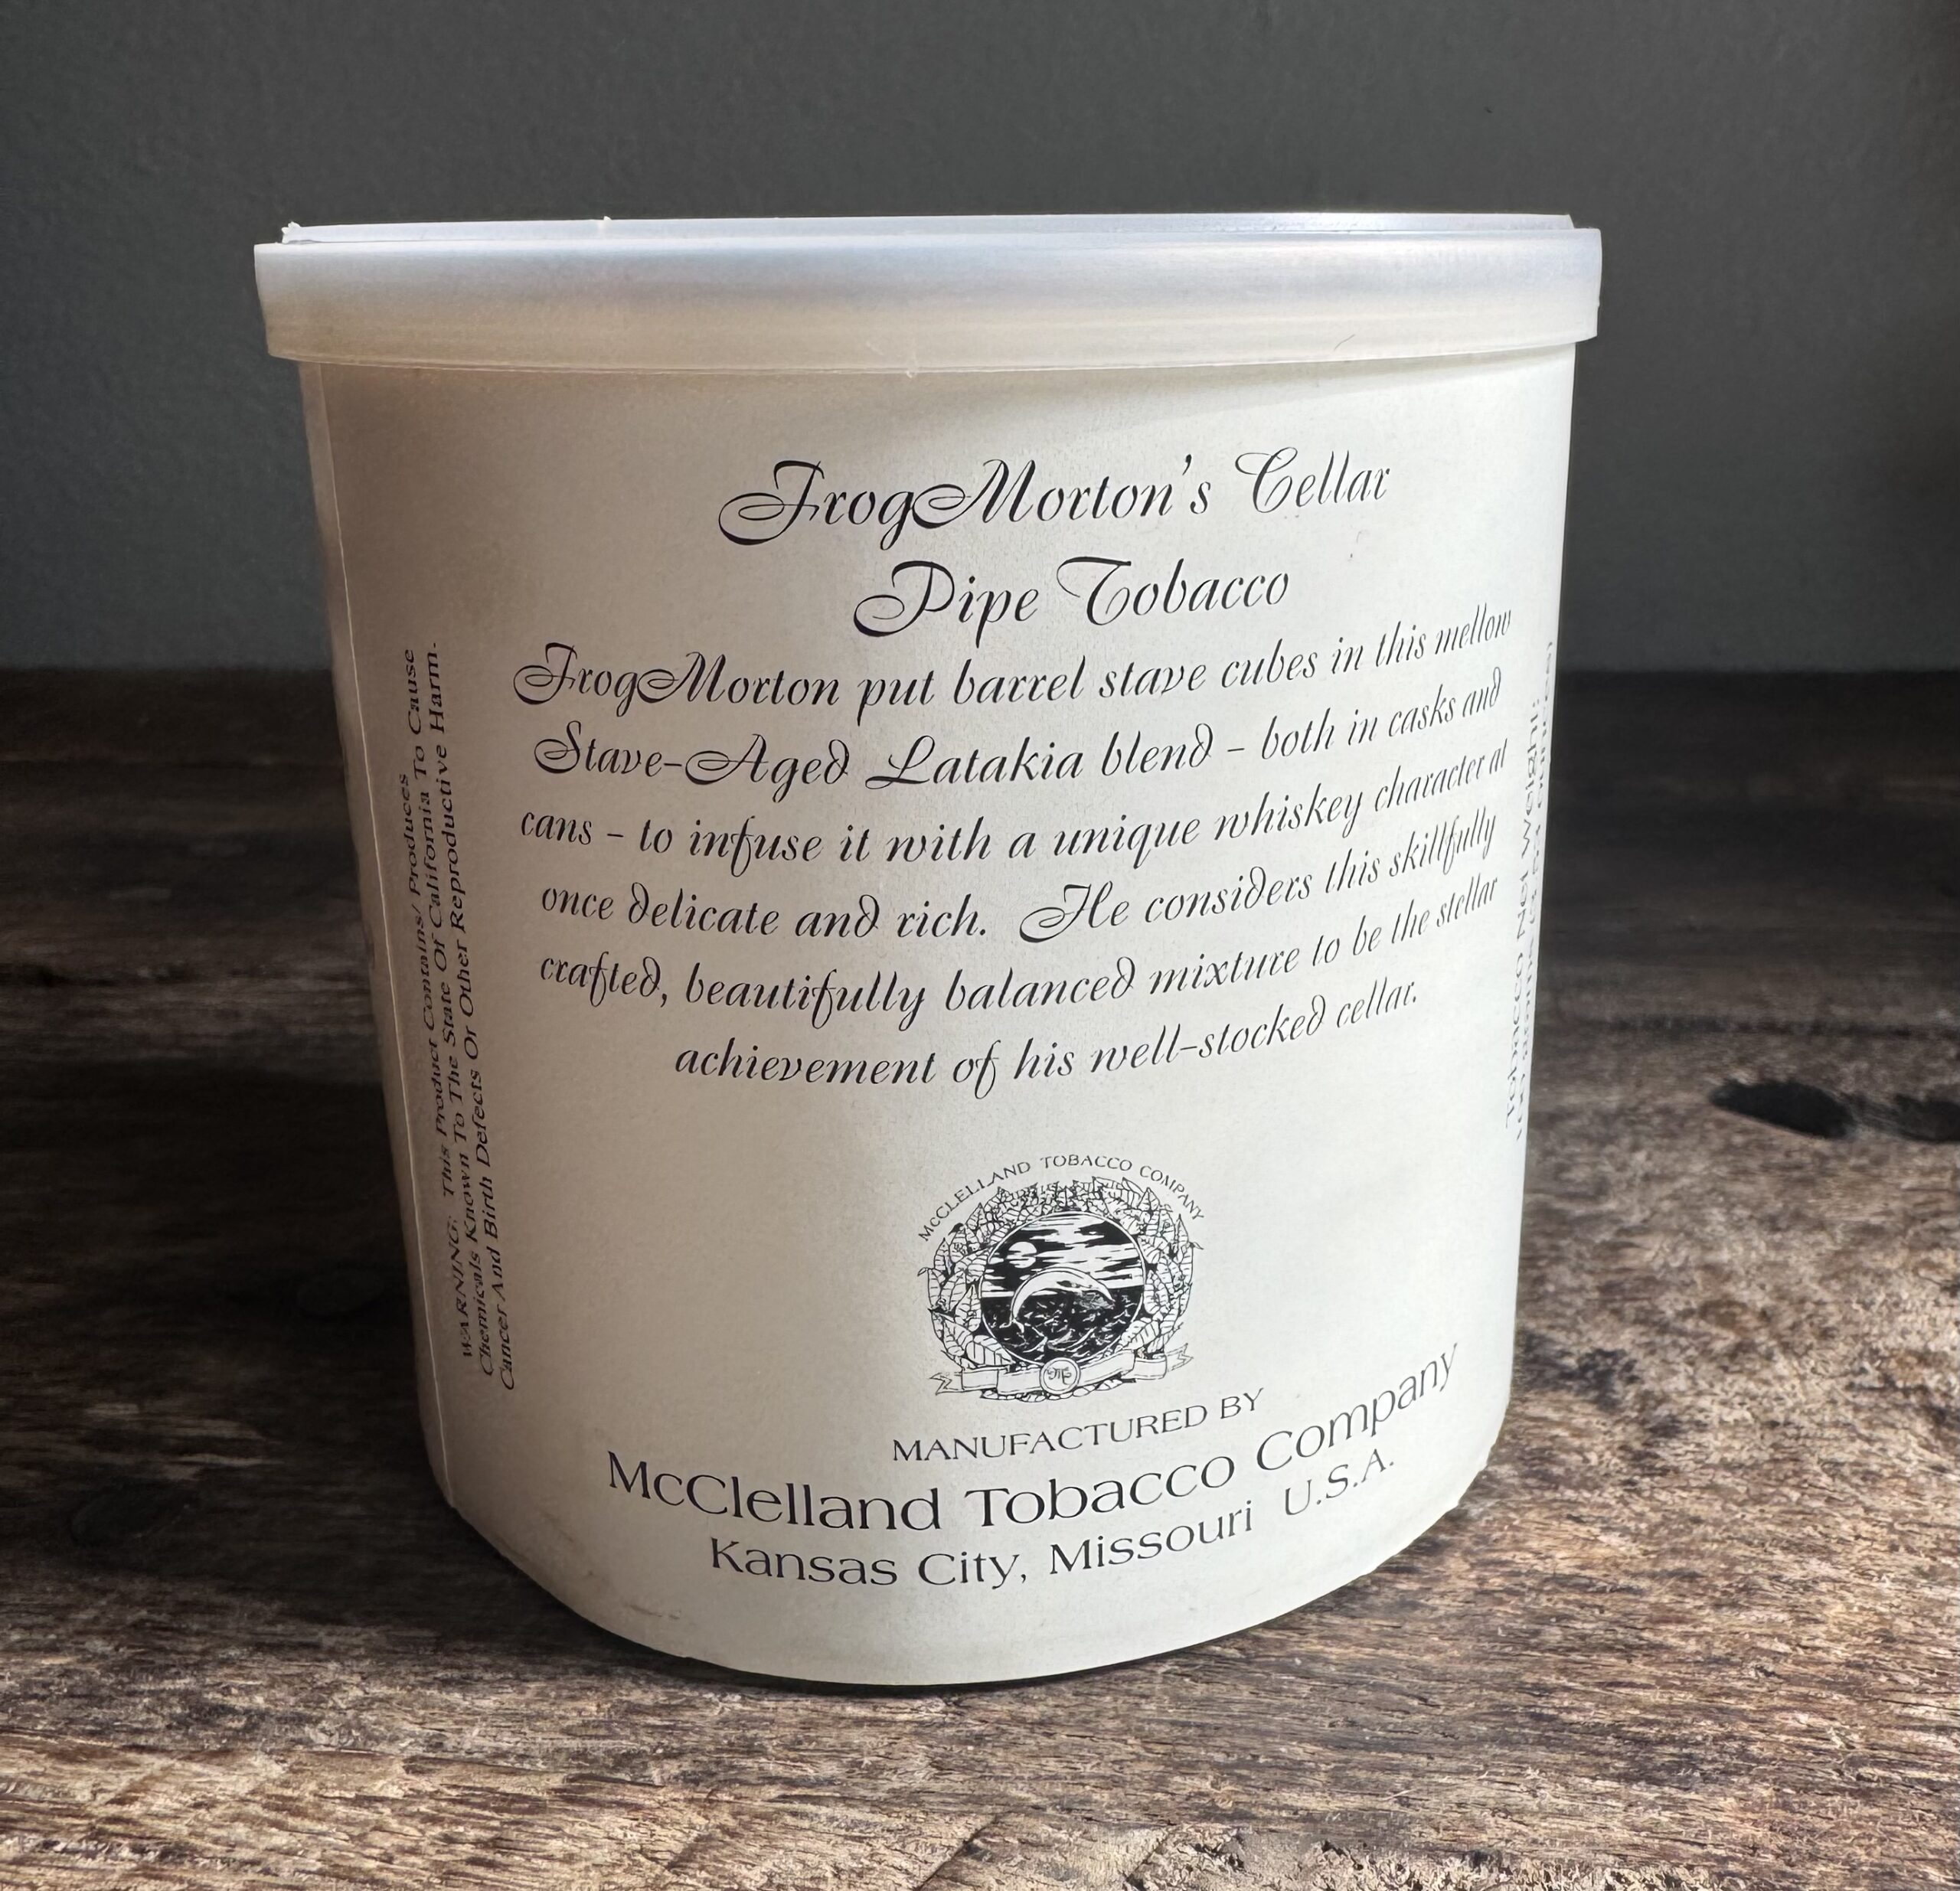 FrogMorton's Cellar
Pipe Tobacco
FrogMorton put barrel stave cubes in this mellow
Stave-Aged Latakia blend - both in casks and
cans - to infuse it with a unique whiskey character at
once delicate and rich. He considers this skillfully
crafted, beautifully balanced mixture to be the stellar
achievement of his well-stocked cellar.
McCLELLAND TOBACCO COMPANY
MANUFACTURED BY
McClelland Tobacco Company
Kansas City, Missouri U.S.A.
WARNING: This Product Contains/Produces
Chemicals Known To The State Of California To Cause
Cancer And Birth Defects Or Other Reproductive Harm.
Tobacco Net Weight: